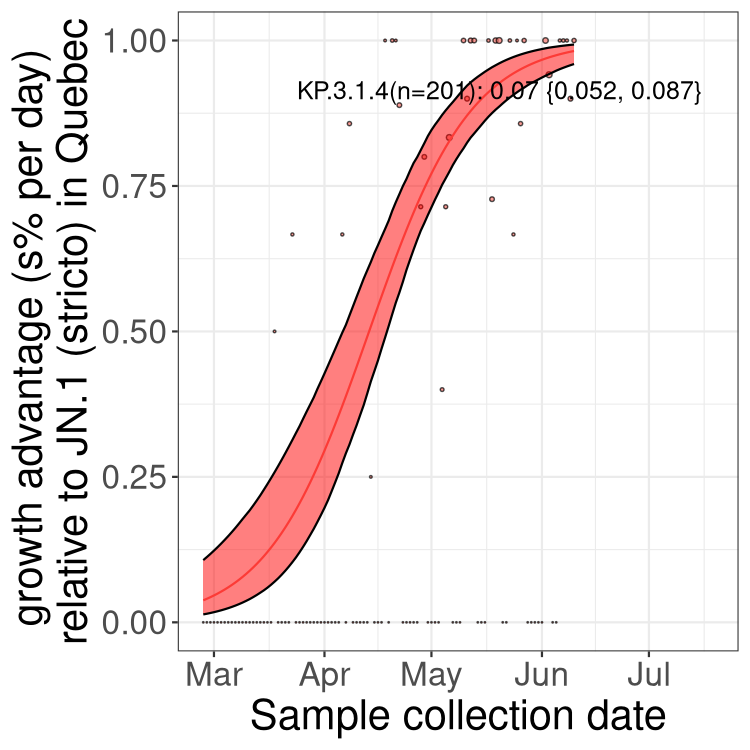 growth advantage (s% per day)
relative to JN.1 (stricto) in Quebec
1.00
0.75
0.50
0.25
0.00
KP.3.1.4(n=201): 0.07 {0.052, 0.087}
Mar Apr May Jun Jul
Sample collection date